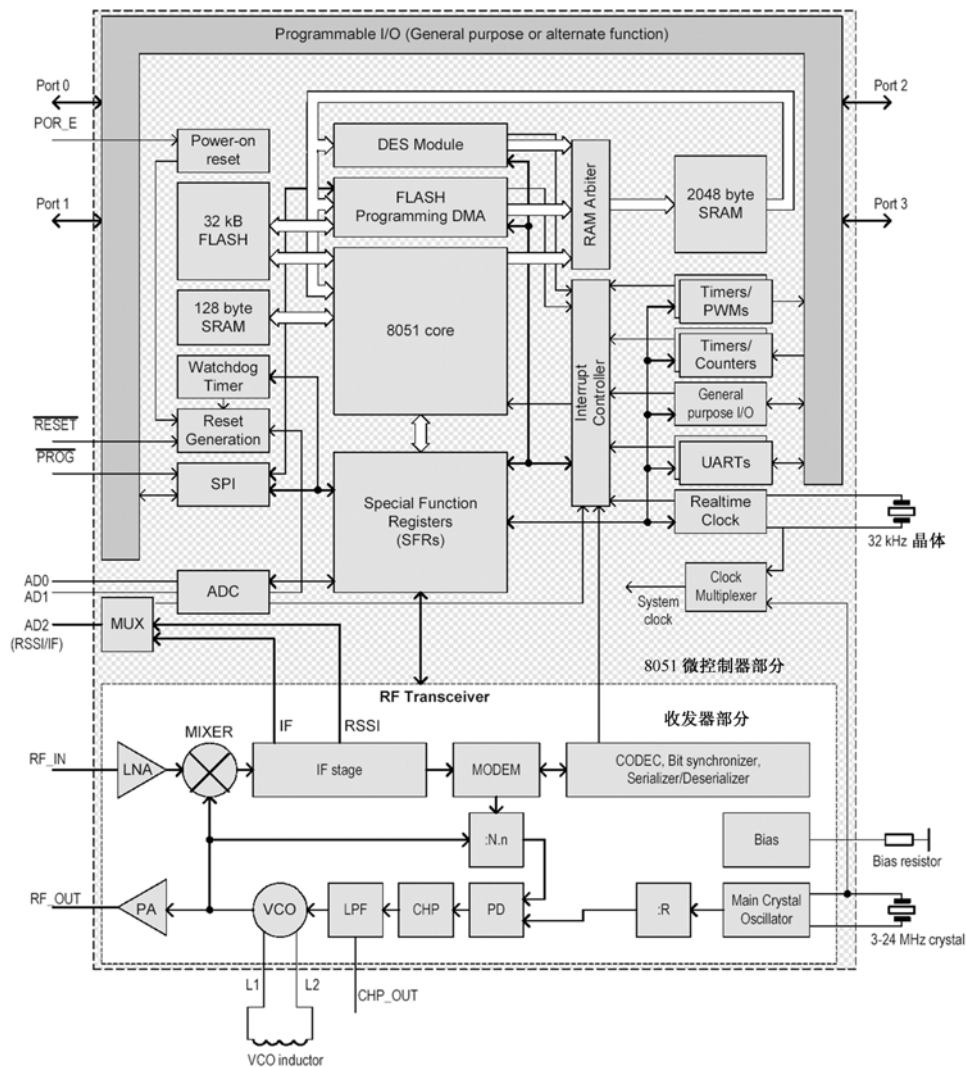 Programmable I/O (General purpose or alternate function)
Port 0
Port 2
POR_E
Power-on
reset
DES Module
RAM Arbiter
2048 byte
SRAM
Port 1
Port 3
32 kB
FLASH
FLASH
Programming DMA
128 byte
SRAM
8051 core
Interrupt
Controller
Timers/
PWMs
Timers/
Counters
Watchdog
Timer
General
purpose I/O
RESET
Reset
Generation
PROG
SPI
UARTs
Special Function
Registers
(SFRs)
Realtime
Clock
32 kHz 晶体
AD0
AD1
ADC
Clock
Multiplexer
System
clock
AD2
(RSSI/IF)
MUX
8051 微控制器部分
RF Transceiver
收发器部分
IF
RSSI
MIXER
RF_IN
LNA
IF stage
MODEM
CODEC, Bit synchronizer,
Serializer/Deserializer
:N.n
Bias
Bias resistor
RF_OUT
PA
VCO
LPF
CHP
PD
:R
Main Crystal
Oscillator
3-24 MHz crystal
L1
L2
CHP_OUT
VCO inductor